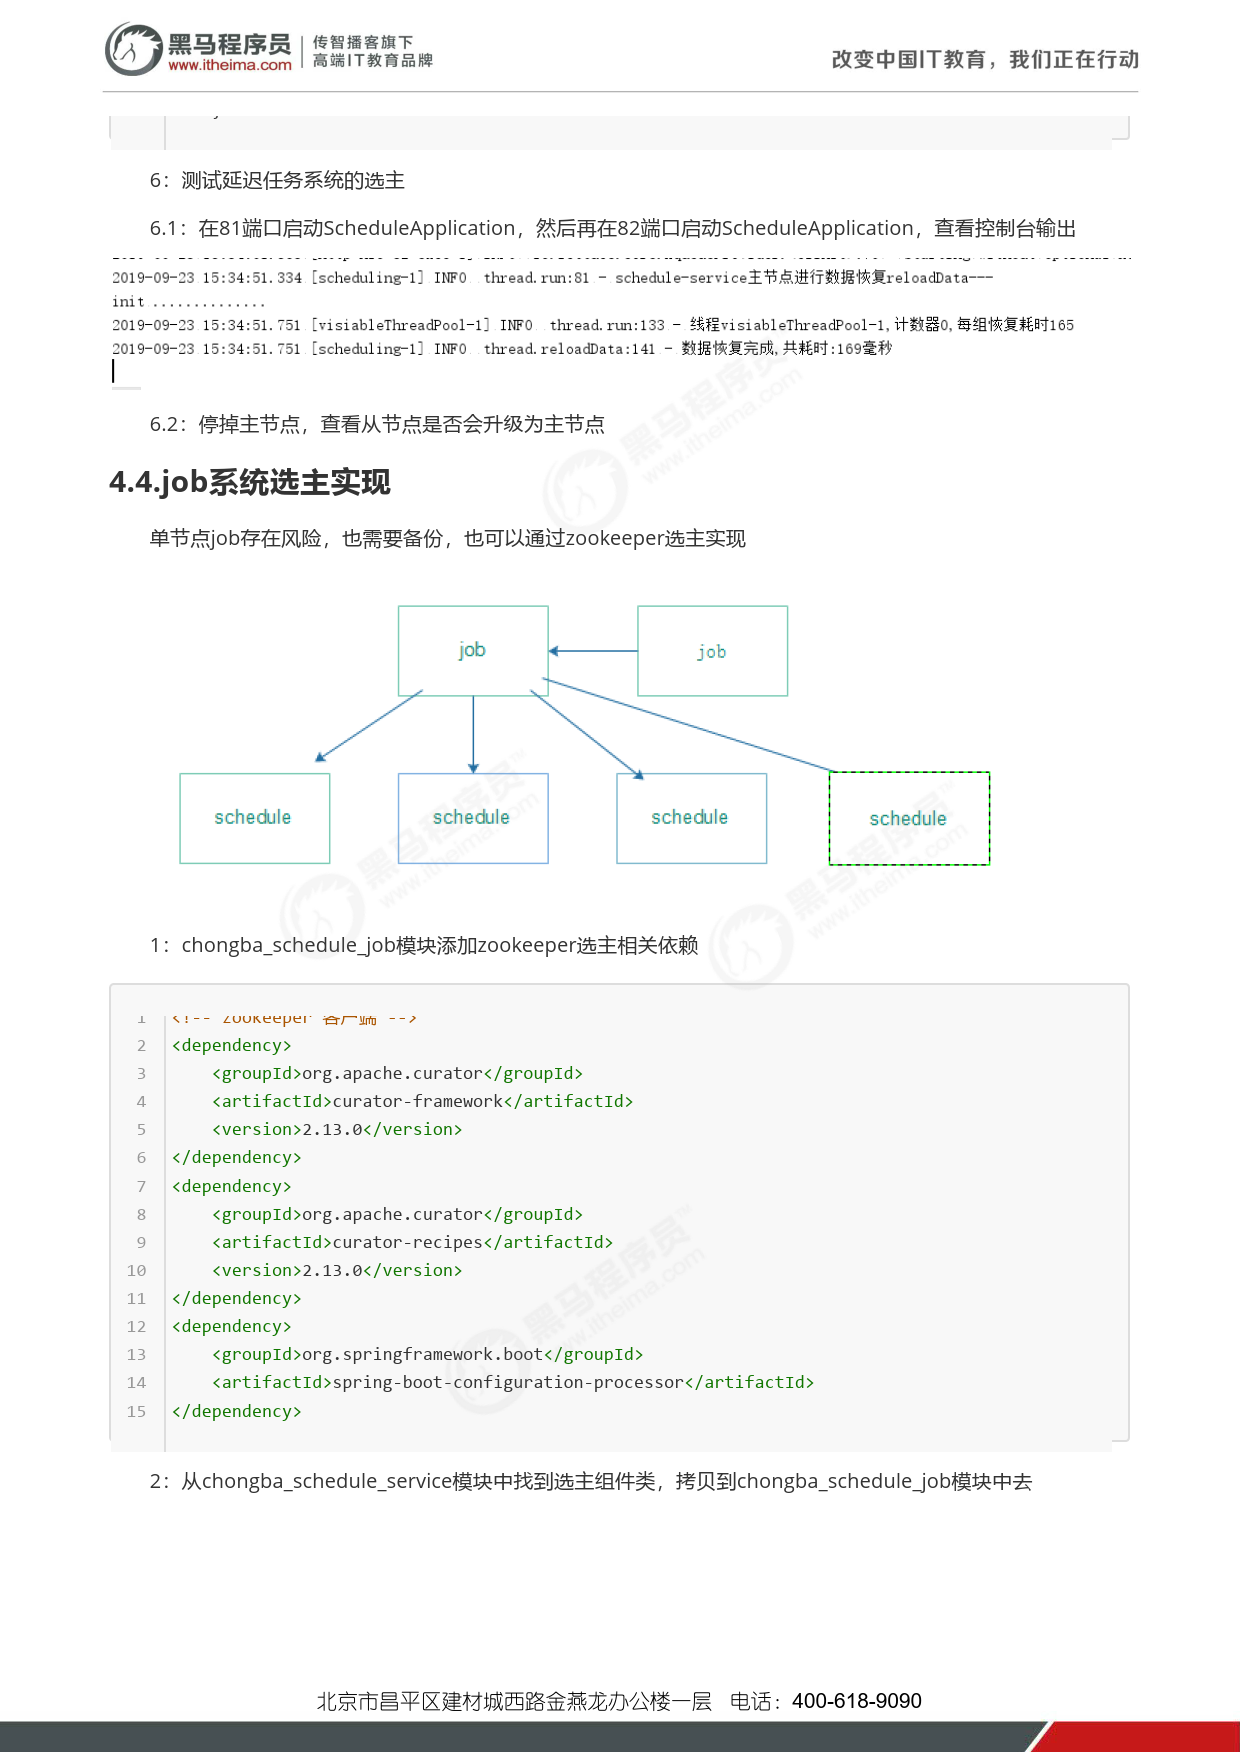 黑马程序员
www.itheima.com
传智播客旗下
高端IT教育品牌
改变中国IT教育，我们正在行动
6：测试延迟任务系统的选主
6.1：在81端口启动ScheduleApplication，然后再在82端口启动ScheduleApplication，查看控制台输出
2019-09-23 15:34:51.334 [scheduling-1] INFO  thread.run:81 - schedule-service主节点进行数据恢复reloadData---
init ..............
2019-09-23 15:34:51.751 [visiableThreadPool-1] INFO  thread.run:133 - 线程visiableThreadPool-1,计数器0,每组恢复耗时165
2019-09-23 15:34:51.751 [scheduling-1] INFO  thread.reloadData:141 - 数据恢复完成,共耗时:169毫秒
6.2：停掉主节点，查看从节点是否会升级为主节点
4.4.job系统选主实现
单节点job存在风险，也需要备份，也可以通过zookeeper选主实现
job
job
schedule
schedule
schedule
schedule
1：chongba_schedule_job模块添加zookeeper选主相关依赖
1 <!-- zookeeper 客户端 -->
2 <dependency>
3     <groupId>org.apache.curator</groupId>
4     <artifactId>curator-framework</artifactId>
5     <version>2.13.0</version>
6 </dependency>
7 <dependency>
8     <groupId>org.apache.curator</groupId>
9     <artifactId>curator-recipes</artifactId>
10     <version>2.13.0</version>
11 </dependency>
12 <dependency>
13     <groupId>org.springframework.boot</groupId>
14     <artifactId>spring-boot-configuration-processor</artifactId>
15 </dependency>
2：从chongba_schedule_service模块中找到选主组件类，拷贝到chongba_schedule_job模块中去
北京市昌平区建材城西路金燕龙办公楼一层 电话：400-618-9090